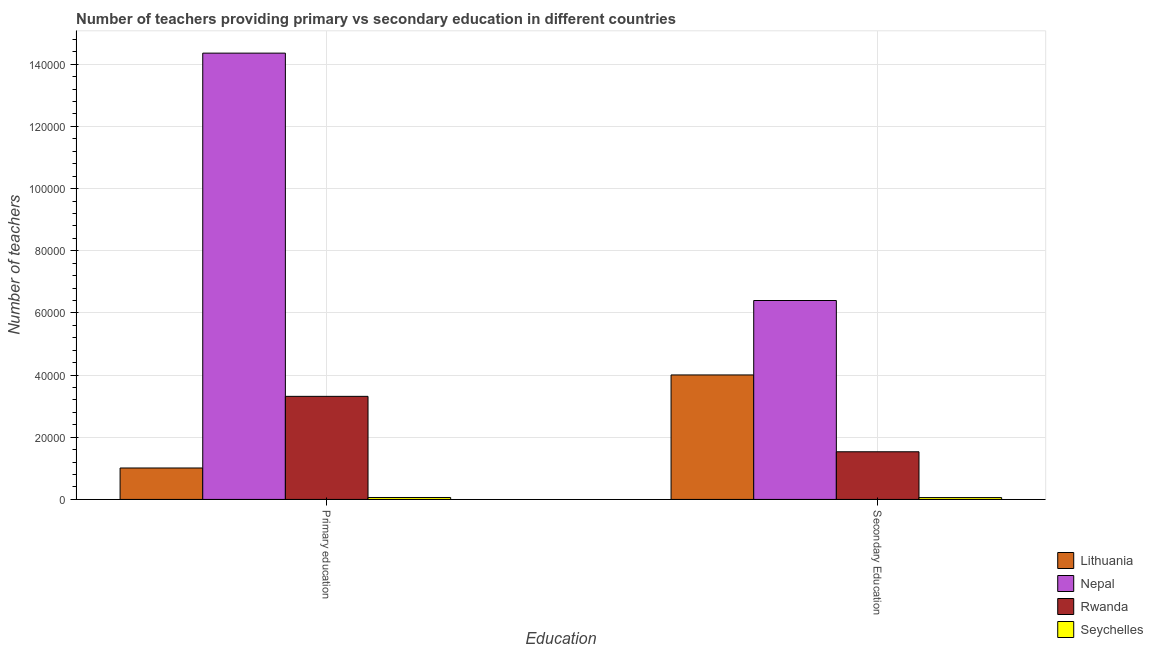 Number of teachers providing primary vs secondary education in different countries
Number of teachers
140000
120000
100000
80000
60000
40000
20000
0
Primary education
Secondary Education
Education
Lithuania
Nepal
Rwanda
Seychelles